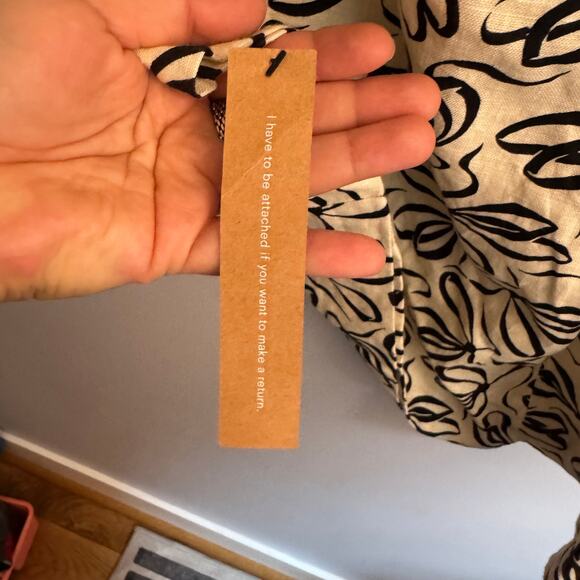 I have to be attached if you want to make a return.